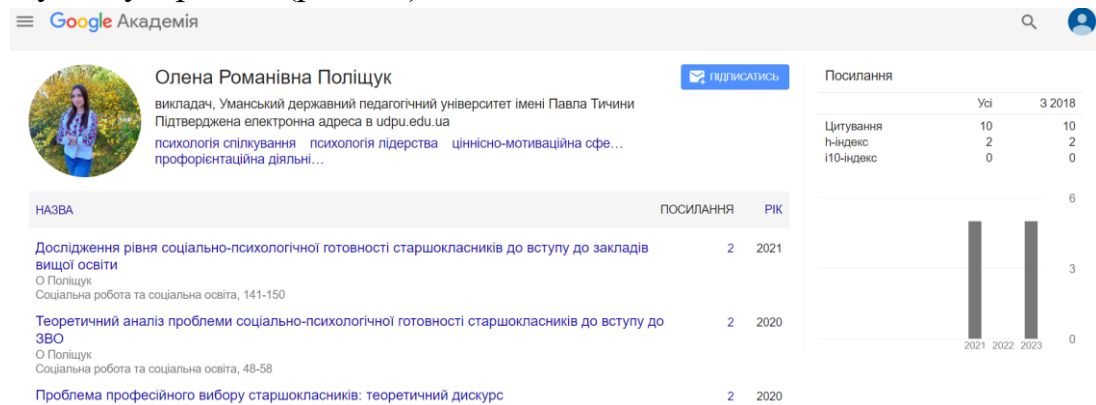 Google Академія
Олена Романівна Поліщук
ПІДПИСАТИСЬ
викладач, Уманський державний педагогічний університет імені Павла Тичини
Підтверджена електронна адреса в udpu.edu.ua
психологія спілкування психологія лідерства ціннісно-мотиваційна сфе...
профорієнтаційна діяльні...
НАЗВА ПОСИЛАННЯ РІК
Дослідження рівня соціально-психологічної готовності старшокласників до вступу до закладів 2 2021
вищої освіти
О Поліщук
Соціальна робота та соціальна освіта, 141-150
Теоретичний аналіз проблеми соціально-психологічної готовності старшокласників до вступу до 2 2020
ЗВО
О Поліщук
Соціальна робота та соціальна освіта, 48-58
Проблема професійного вибору старшокласників: теоретичний дискурс 2 2020
Посилання
Усі З 2018
Цитування 10 10
h-індекс 2 2
i10-індекс 0 0
6
3
0
2021 2022 2023